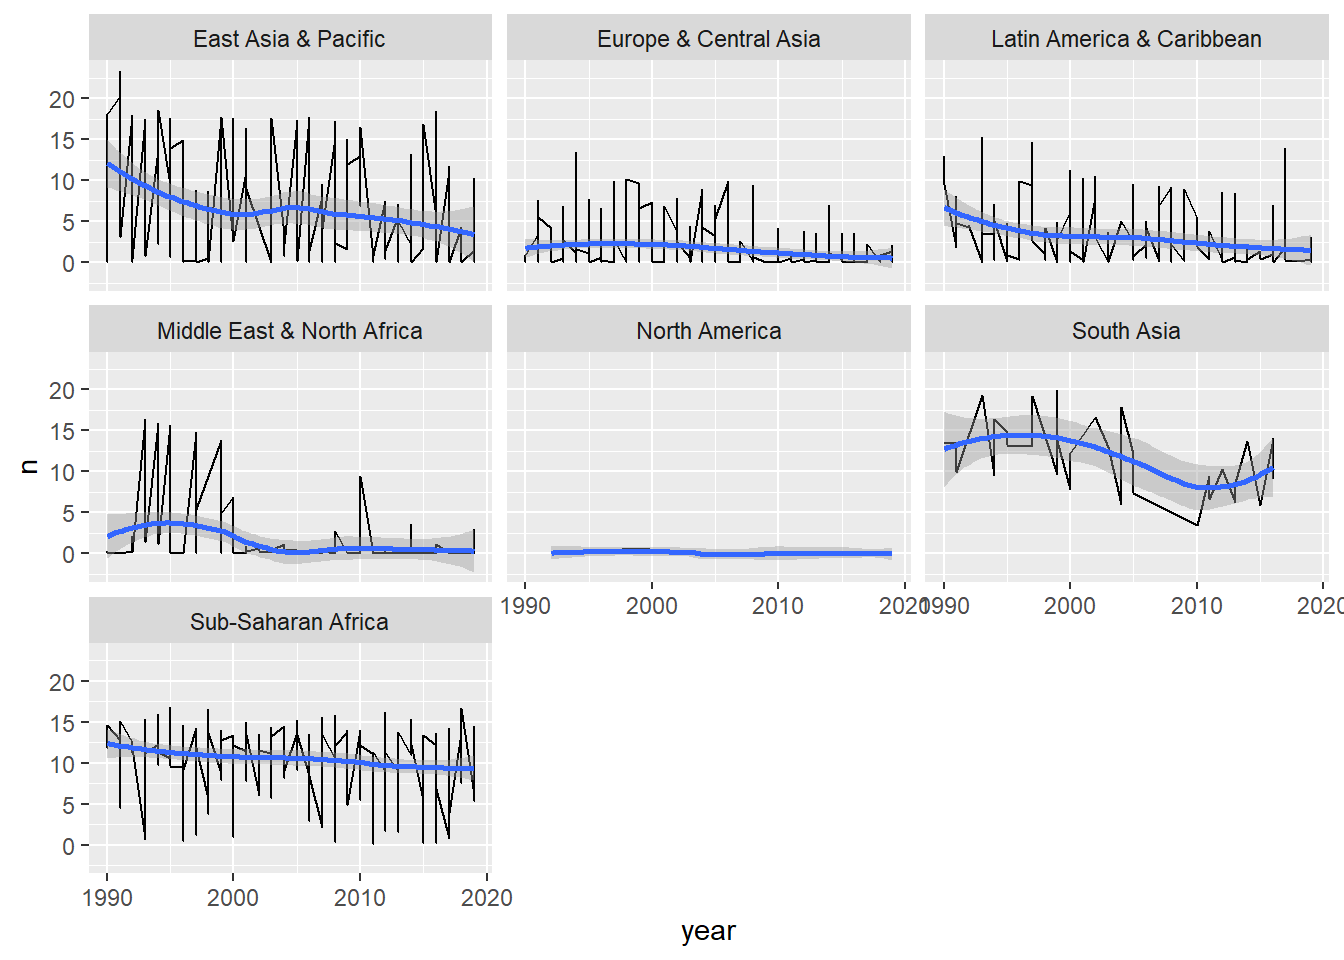 East Asia & Pacific
Europe & Central Asia
Latin America & Caribbean
20
15
10
5
0
Middle East & North Africa
North America
South Asia
20
15
10
5
0
1990 2000 2010 2020
1990 2000 2010 2020
Sub-Saharan Africa
20
15
10
5
0
1990 2000 2010 2020
n
year